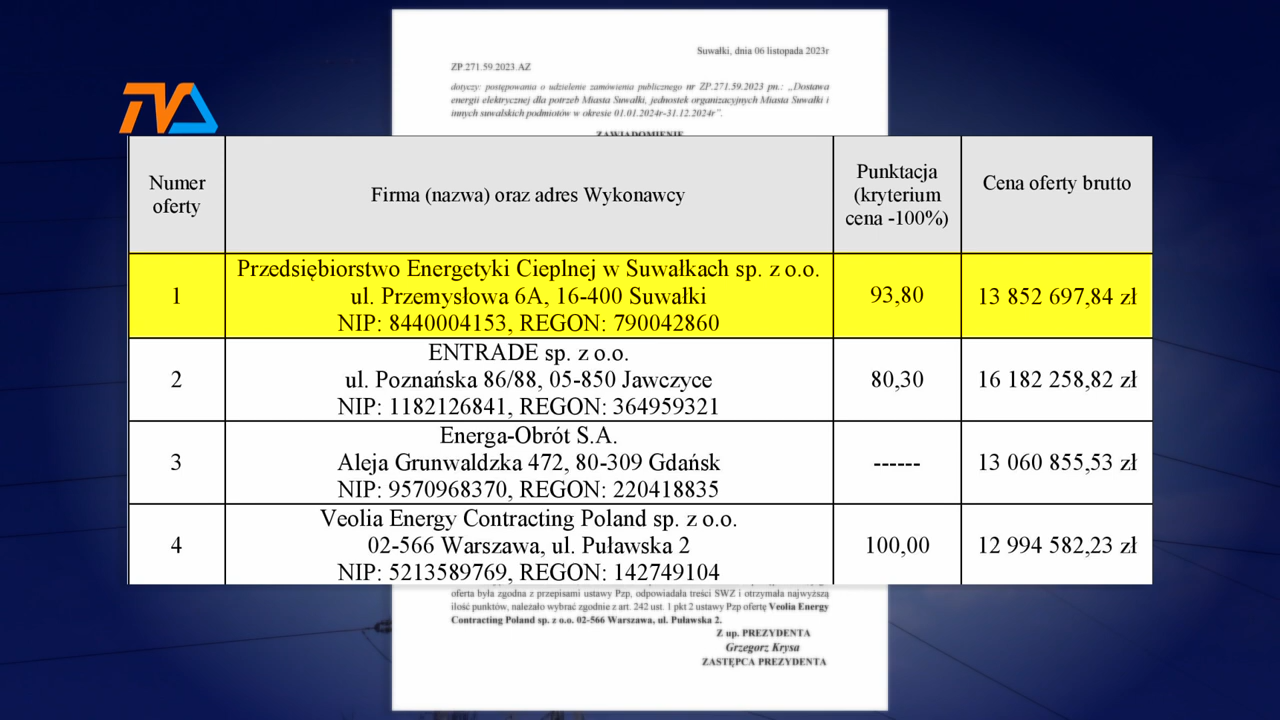 Suwałki, dnia 06 listopada 2023r
ZP.271.59.2023.AZ
dotyczy: postępowania o udzielenie zamówienia publicznego nr ZP.271.59.2023 pn.: „Dostawa
energii elektrycznej dla potrzeb Miasta Suwałki, jednostek organizacyjnych Miasta Suwałki i
innych suwalskich podmiotów w okresie 01.01.2024r-31.12.2024r”.
ZAWIADOMIENIE
TVA
Numer
oferty
Firma (nazwa) oraz adres Wykonawcy
Punktacja
(kryterium
cena -100%)
Cena oferty brutto
1
Przedsiębiorstwo Energetyki Cieplnej w Suwałkach sp. z o.o.
ul. Przemysłowa 6A, 16-400 Suwałki
NIP: 8440004153, REGON: 790042860
93,80
13 852 697,84 zł
2
ENTRADE sp. z o.o.
ul. Poznańska 86/88, 05-850 Jawczyce
NIP: 1182126841, REGON: 364959321
80,30
16 182 258,82 zł
3
Energa-Obrót S.A.
Aleja Grunwaldzka 472, 80-309 Gdańsk
NIP: 9570968370, REGON: 220418835
------
13 060 855,53 zł
4
Veolia Energy Contracting Poland sp. z o.o.
02-566 Warszawa, ul. Puławska 2
NIP: 5213589769, REGON: 142749104
100,00
12 994 582,23 zł
oferta była zgodna z przepisami ustawy Pzp, odpowiadała treści SWZ i otrzymała najwyższą
ilość punktów, należało wybrać zgodnie z art. 242 ust. 1 pkt 2 ustawy Pzp ofertę Veolia Energy
Contracting Poland sp. z o.o. 02-566 Warszawa, ul. Puławska 2.
Z up. PREZYDENTA
Grzegorz Krysa
ZASTĘPCA PREZYDENTA